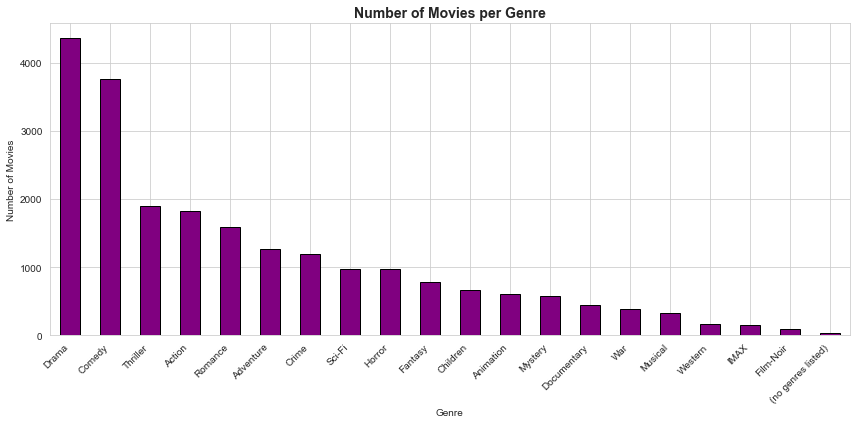 Number of Movies per Genre
Number of Movies
4000
3000
2000
1000
0
Drama
Comedy
Thriller
Action
Romance
Adventure
Crime
Sci-Fi
Horror
Fantasy
Children
Animation
Mystery
Documentary
War
Musical
Western
IMAX
Film-Noir
(no genres listed)
Genre